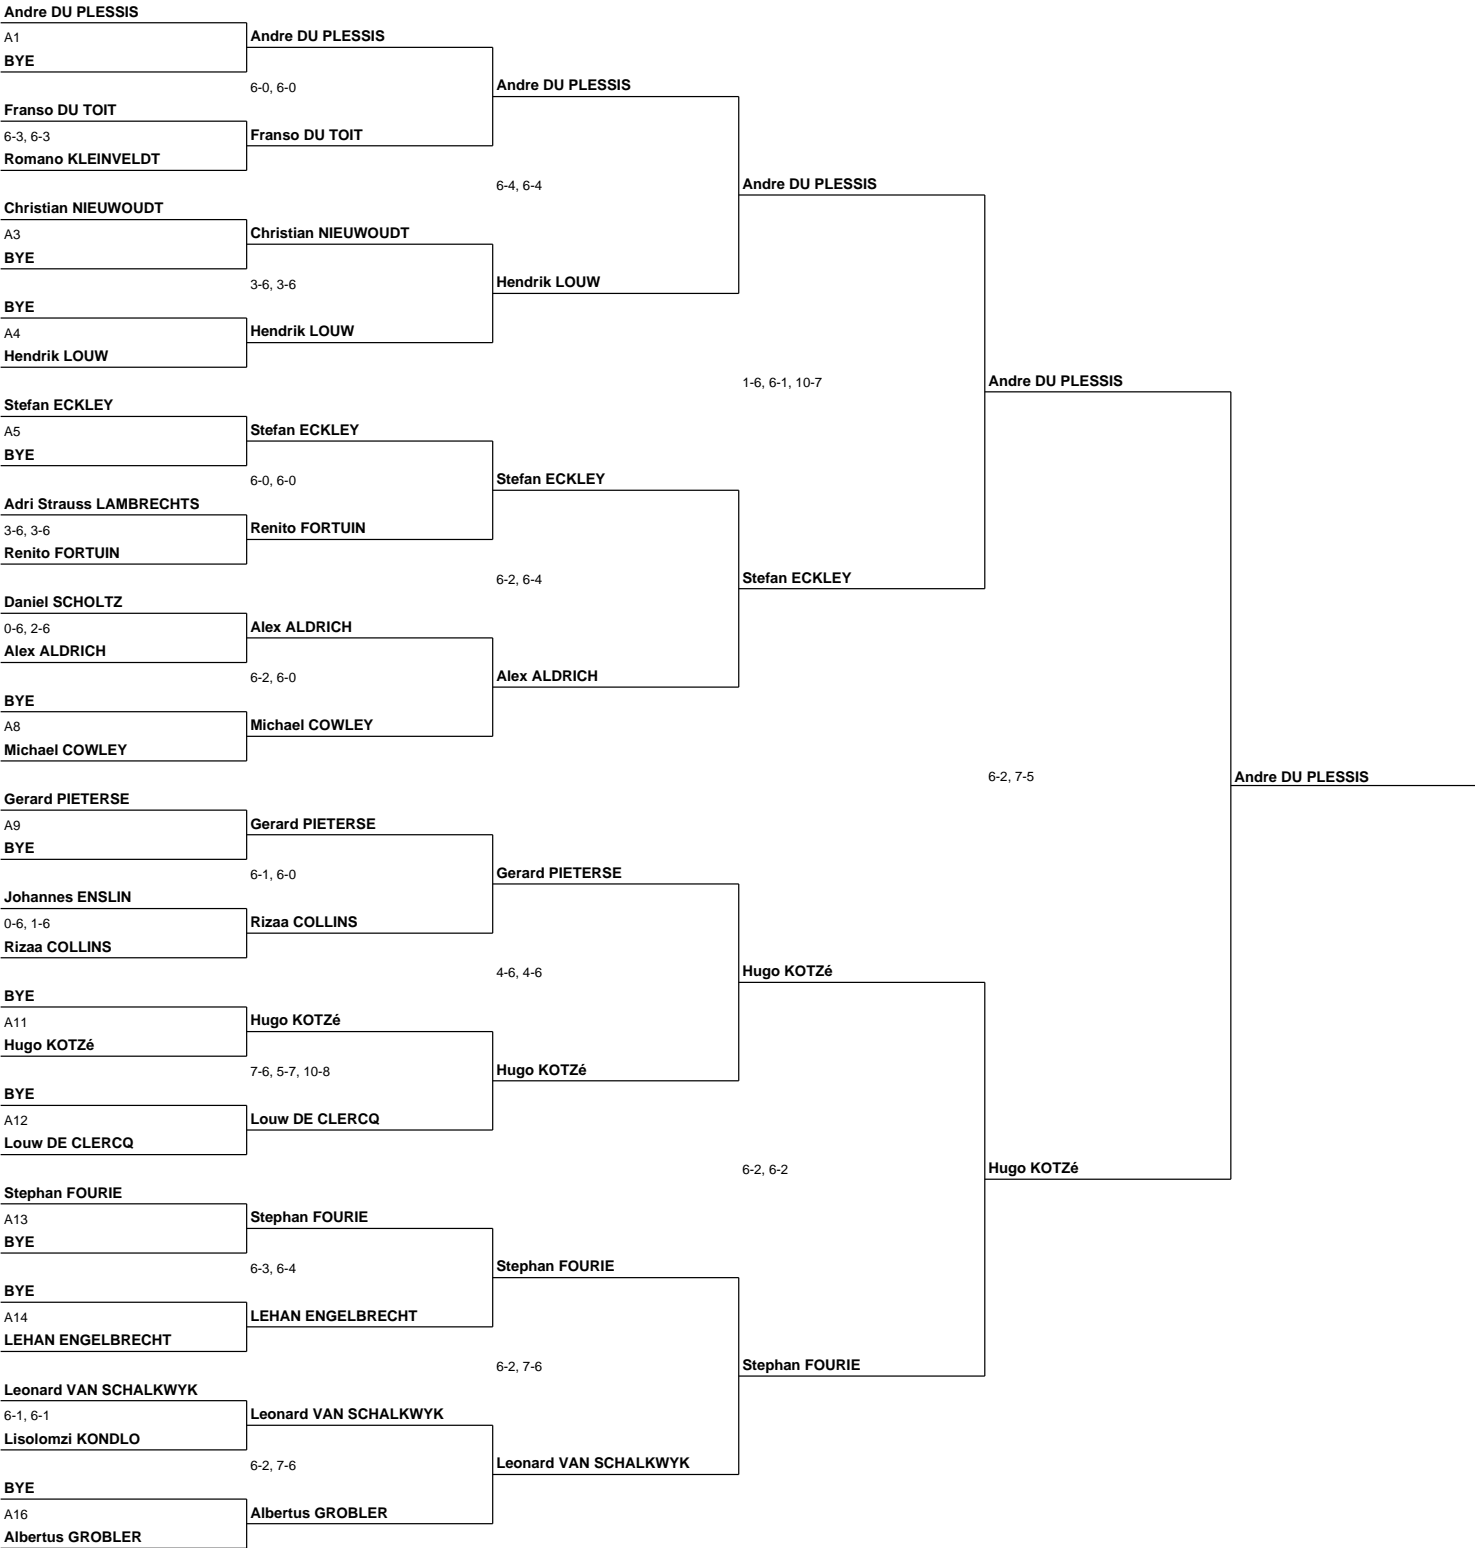 Andre DU PLESSIS
A1
BYE
Franso DU TOIT
6-3, 6-3
Romano KLEINVELDT
Christian NIEUWOUDT
A3
BYE
BYE
A4
Hendrik LOUW
Stefan ECKLEY
A5
BYE
Adri Strauss LAMBRECHTS
3-6, 3-6
Renito FORTUIN
Daniel SCHOLTZ
0-6, 2-6
Alex ALDRICH
BYE
A8
Michael COWLEY
Gerard PIETERSE
A9
BYE
Johannes ENSLIN
0-6, 1-6
Rizaa COLLINS
BYE
A11
Hugo KOTZé
BYE
A12
Louw DE CLERCQ
Stephan FOURIE
A13
BYE
BYE
A14
LEHAN ENGELBRECHT
Leonard VAN SCHALKWYK
6-1, 6-1
Lisolomzi KONDLO
BYE
A16
Albertus GROBLER
Andre DU PLESSIS
6-0, 6-0
Franso DU TOIT
Christian NIEUWOUDT
3-6, 3-6
Hendrik LOUW
Stefan ECKLEY
6-0, 6-0
Renito FORTUIN
Alex ALDRICH
6-2, 6-0
Michael COWLEY
Gerard PIETERSE
6-1, 6-0
Rizaa COLLINS
Hugo KOTZé
7-6, 5-7, 10-8
Louw DE CLERCQ
Stephan FOURIE
6-3, 6-4
LEHAN ENGELBRECHT
Leonard VAN SCHALKWYK
6-2, 7-6
Albertus GROBLER
Andre DU PLESSIS
6-4, 6-4
Hendrik LOUW
Stefan ECKLEY
6-2, 6-4
Alex ALDRICH
Gerard PIETERSE
4-6, 4-6
Hugo KOTZé
Stephan FOURIE
6-2, 7-6
Leonard VAN SCHALKWYK
Andre DU PLESSIS
1-6, 6-1, 10-7
Stefan ECKLEY
Hugo KOTZé
6-2, 6-2
Stephan FOURIE
Andre DU PLESSIS
6-2, 7-5
Hugo KOTZé
Andre DU PLESSIS